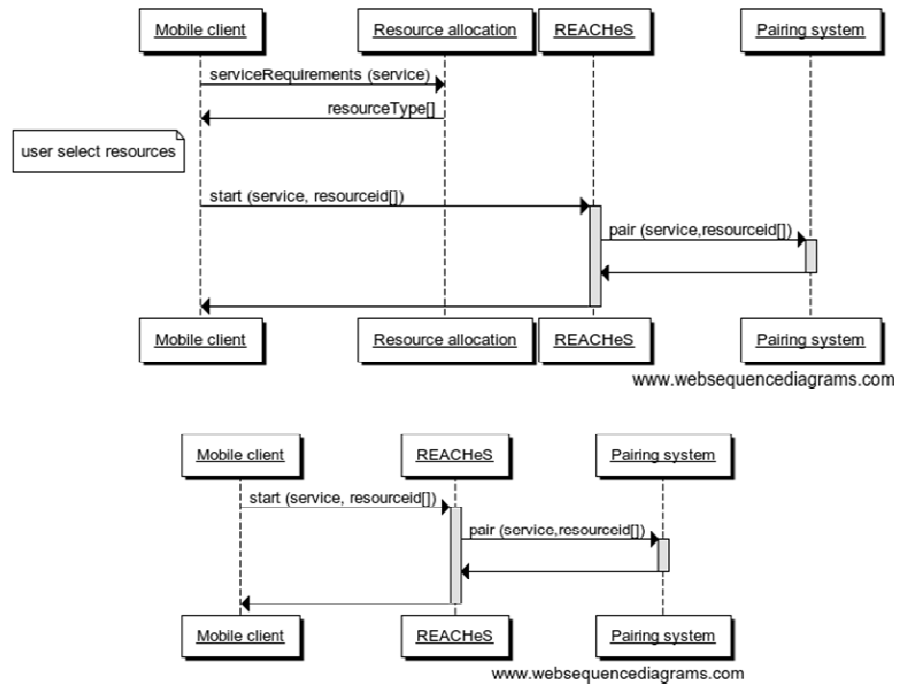 Mobile client
Resource allocation
REACHeS
Pairing system
serviceRequirements (service)
resourceType[]
user select resources
start (service, resourceid[])
pair (service,resourceid[])
Mobile client
Resource allocation
REACHeS
Pairing system
www.websequencediagrams.com
Mobile client
REACHeS
Pairing system
start (service, resourceid[])
pair (service,resourceid[])
Mobile client
REACHeS
Pairing system
www.websequencediagrams.com